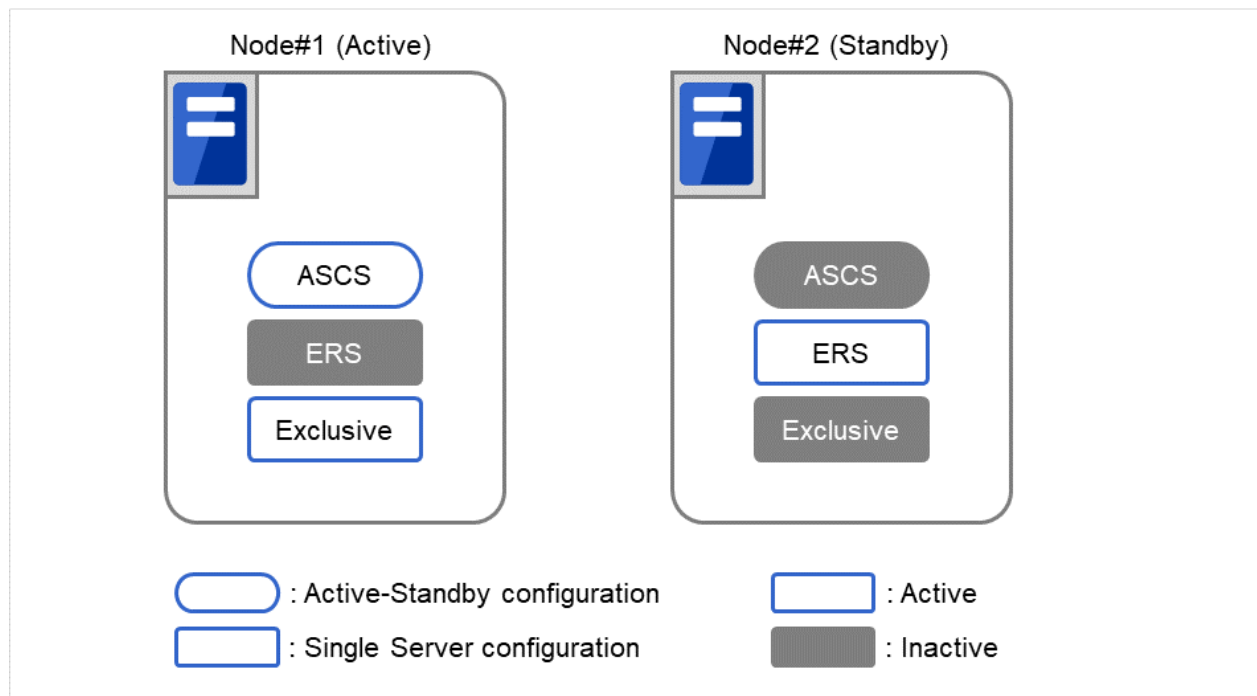 Node#1 (Active)
Node#2 (Standby)
ASCS
ERS
Exclusive
ASCS
ERS
Exclusive
: Active-Standby configuration
: Active
: Single Server configuration
: Inactive